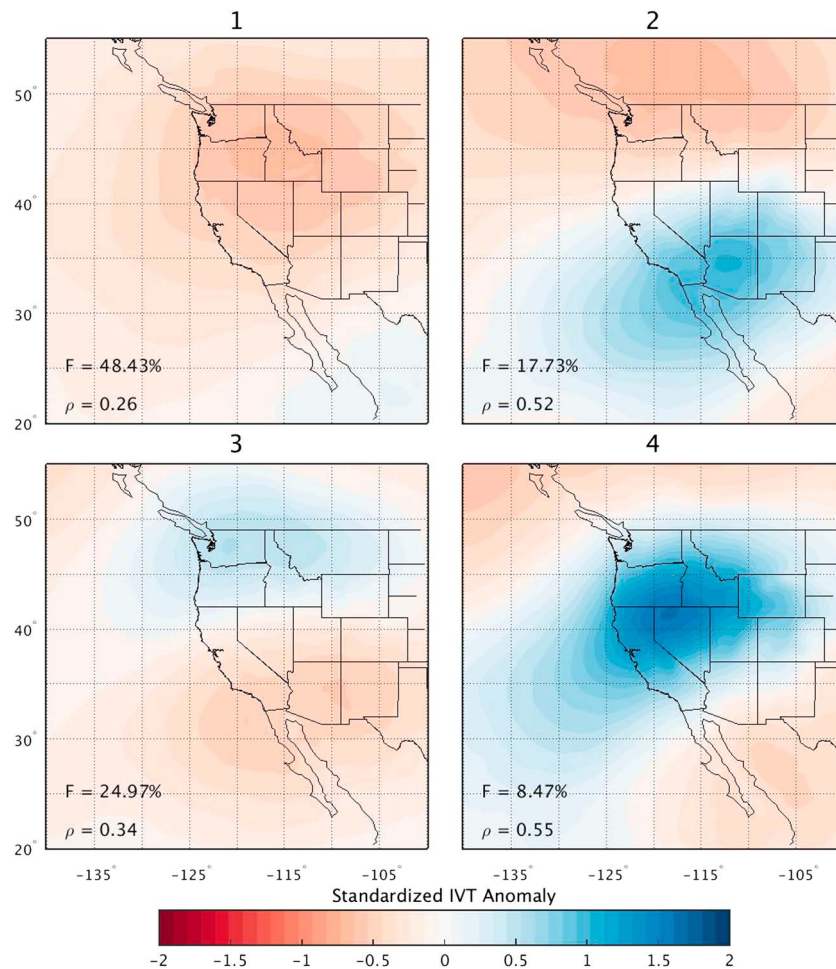 1
2
50°
40°
30°
20°
F = 48.43%
ρ = 0.26
F = 17.73%
ρ = 0.52
3
4
50°
40°
30°
20°
F = 24.97%
ρ = 0.34
F = 8.47%
ρ = 0.55
-135° -125° -115° -105° -135° -125° -115° -105°
Standardized IVT Anomaly
-2 -1.5 -1 -0.5 0 0.5 1 1.5 2